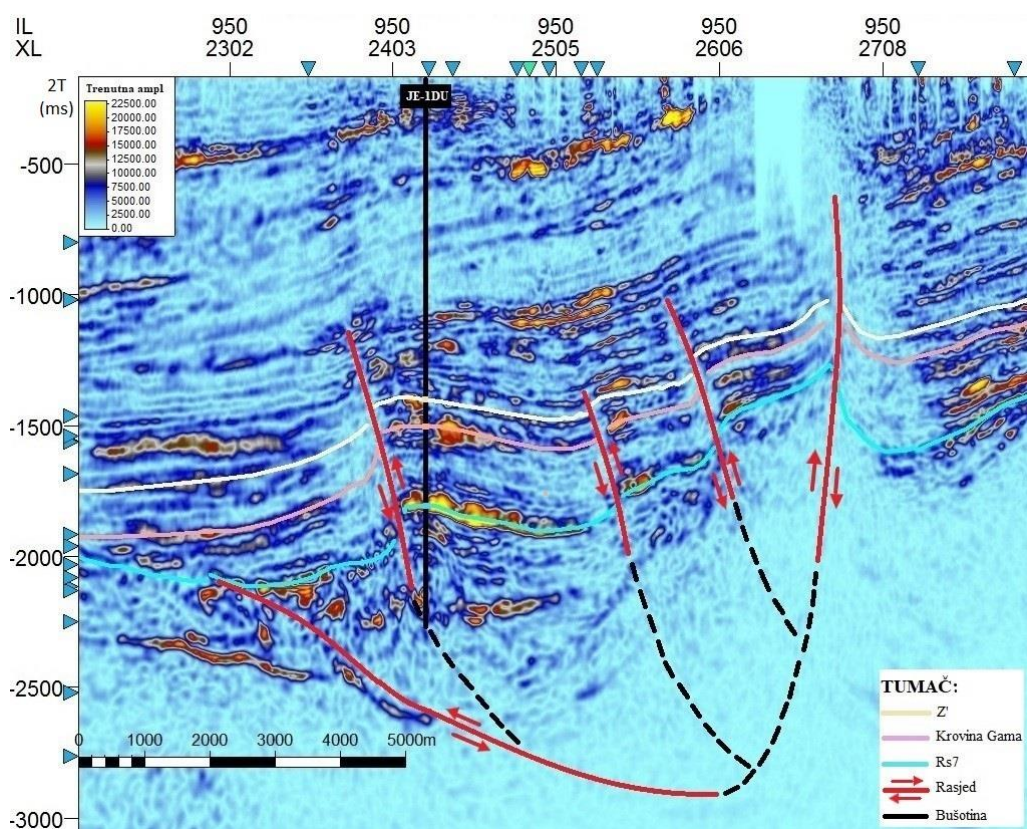 IL 950 950 950 950 950
XL 2302 2403 2505 2606 2708
2T
(ms)
Trenutna ampl
22500.00
20000.00
17500.00
15000.00
12500.00
10000.00
7500.00
5000.00
2500.00
0.00
JE-1DU
-500
-1000
-1500
-2000
-2500
-3000
0 1000 2000 3000 5000m
TUMAČ:
Z'
Krovina Gama
Rs7
Rasjed
Bušotina